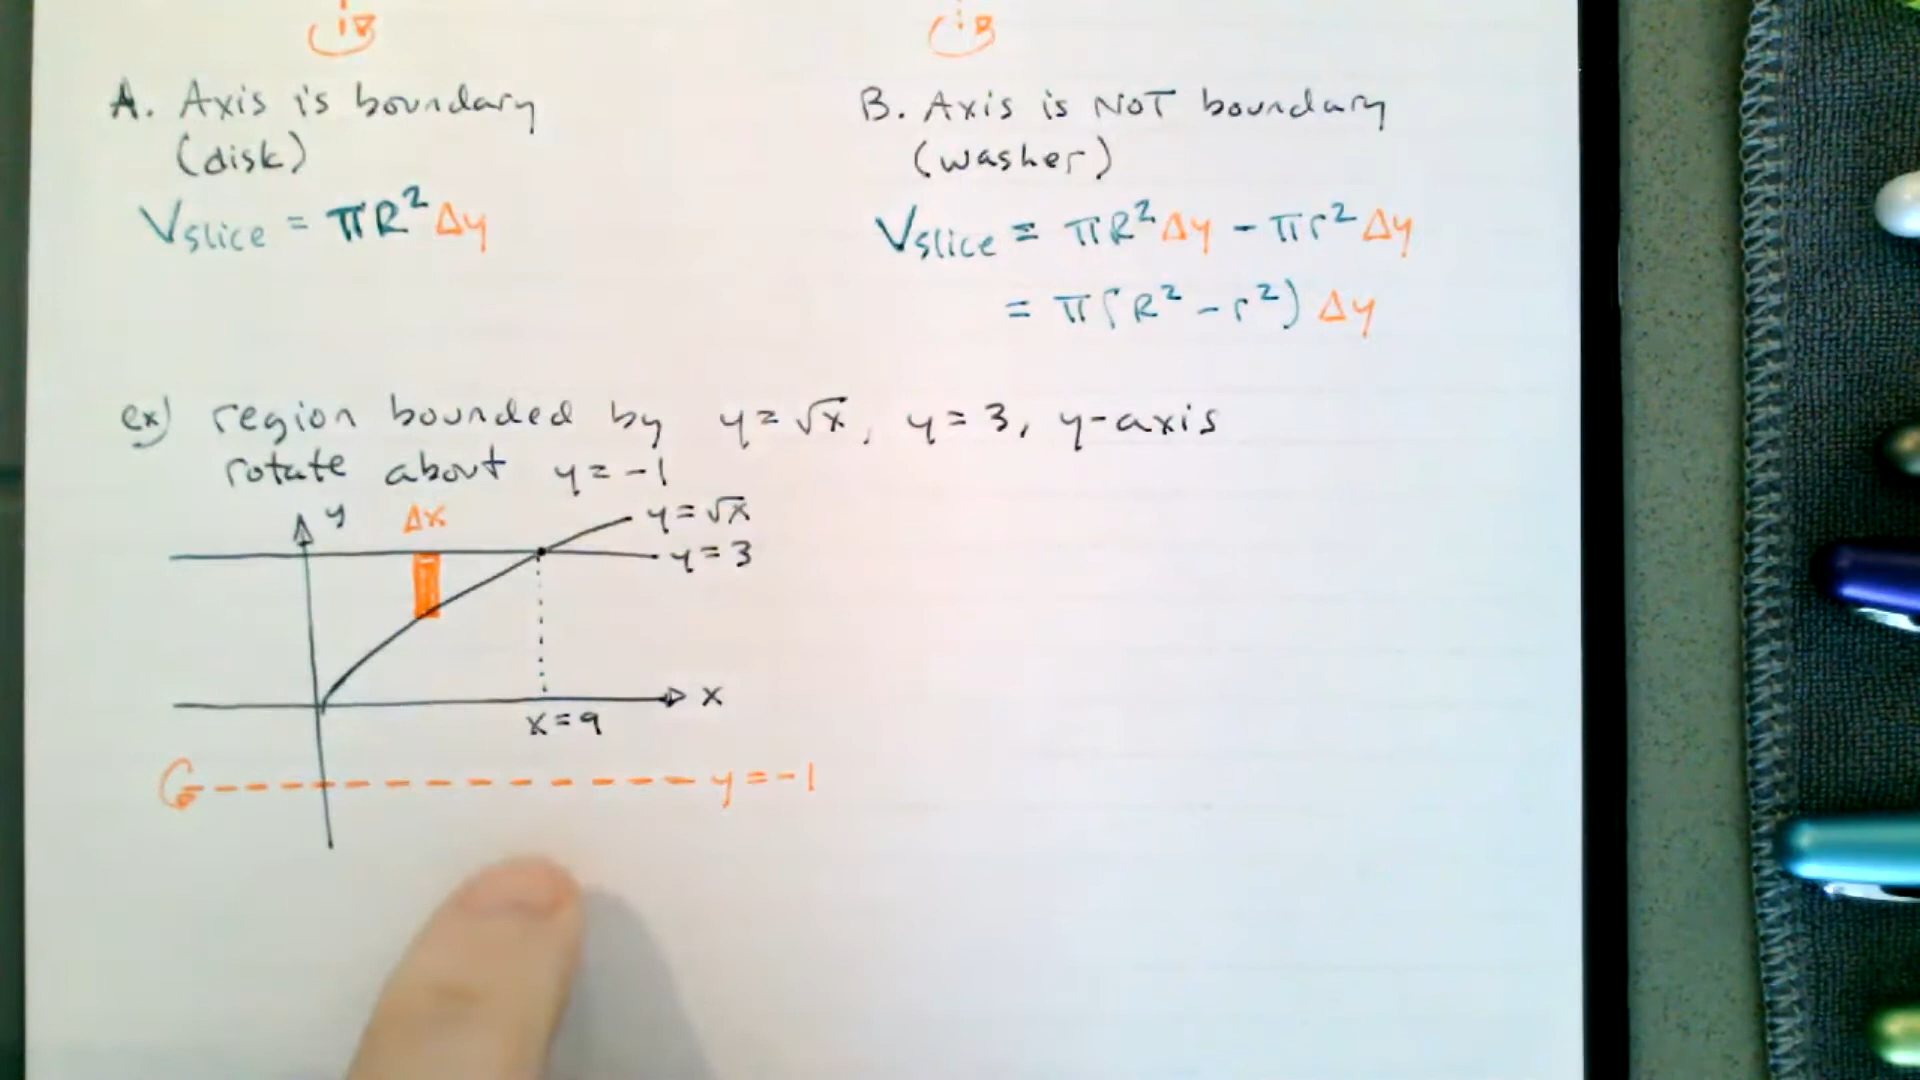 A. Axis is boundary
(disk)
Vslice = πR² Δy
B. Axis is NOT boundary
(washer)
Vslice = πR² Δy - πr² Δy
= π(R² - r²) Δy
ex) region bounded by y = √x, y = 3, y-axis
rotate about y = -1
y
Δx
y = √x
y = 3
x
x = 9
y = -1